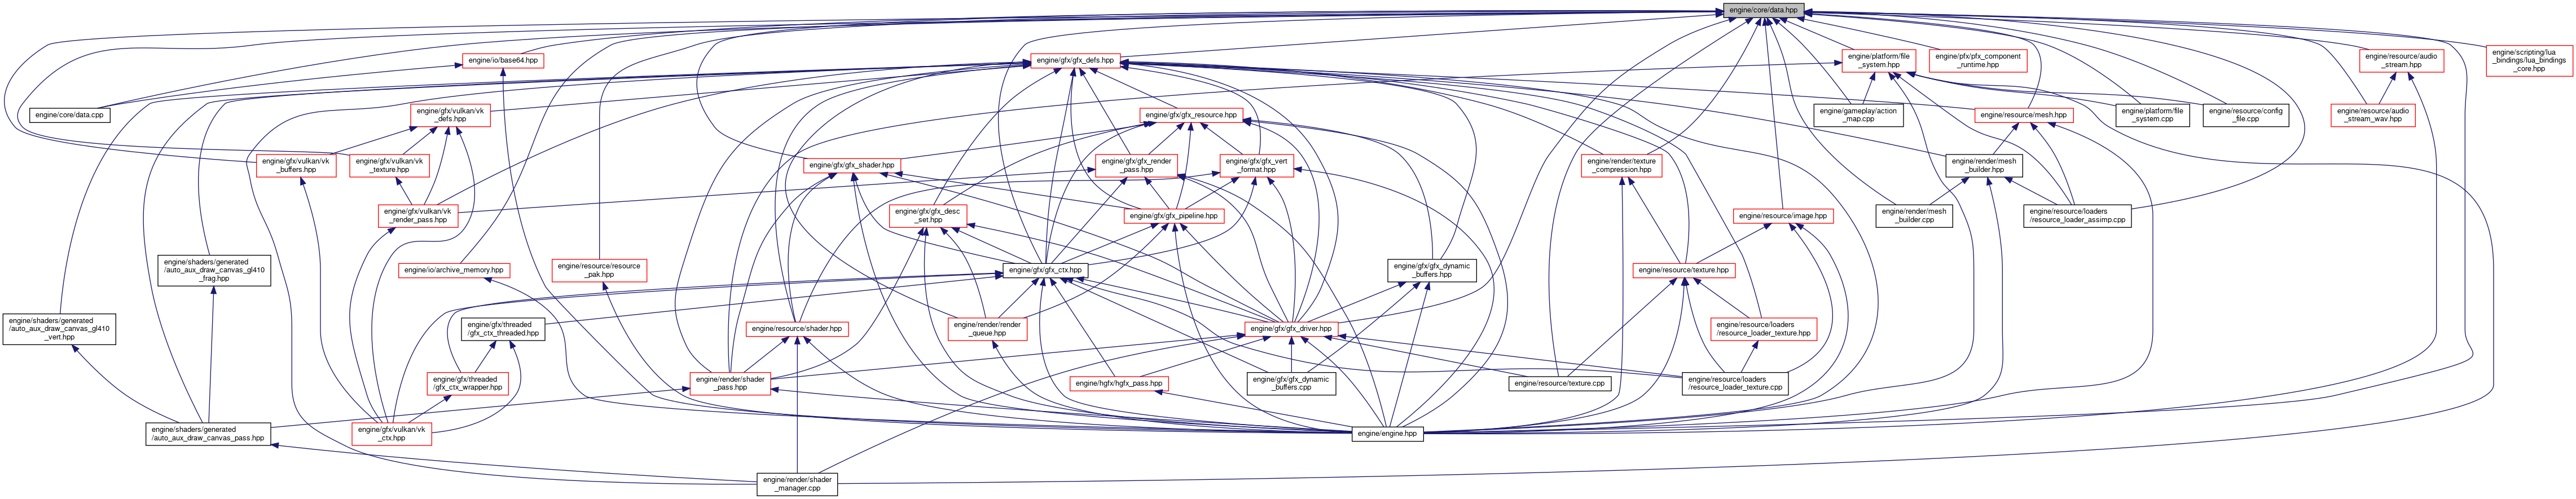 engine/core/data.hpp
engine/io/base64.hpp
engine/gfx/gfx_defs.hpp
engine/platform/file
_system.hpp
engine/pfx/pfx_component
_runtime.hpp
engine/resource/audio
_stream.hpp
engine/scripting/lua
_bindings/lua_bindings
_core.hpp
engine/core/data.cpp
engine/gfx/vulkan/vk
_defs.hpp
engine/gfx/gfx_resource.hpp
engine/gameplay/action
_map.cpp
engine/resource/mesh.hpp
engine/platform/file
_system.cpp
engine/resource/config
_file.cpp
engine/resource/audio
_stream_wav.hpp
engine/gfx/vulkan/vk
_buffers.hpp
engine/gfx/vulkan/vk
_texture.hpp
engine/gfx/gfx_shader.hpp
engine/gfx/gfx_render
_pass.hpp
engine/gfx/gfx_vert
_format.hpp
engine/render/texture
_compression.hpp
engine/render/mesh
_builder.hpp
engine/gfx/vulkan/vk
_render_pass.hpp
engine/gfx/gfx_desc
_set.hpp
engine/gfx/gfx_pipeline.hpp
engine/resource/image.hpp
engine/render/mesh
_builder.cpp
engine/resource/loaders
/resource_loader_assimp.cpp
engine/shaders/generated
/auto_aux_draw_canvas_gl410
_frag.hpp
engine/io/archive_memory.hpp
engine/resource/resource
_pak.hpp
engine/gfx/gfx_ctx.hpp
engine/gfx/gfx_dynamic
_buffers.hpp
engine/resource/texture.hpp
engine/shaders/generated
/auto_aux_draw_canvas_gl410
_vert.hpp
engine/gfx/threaded
/gfx_ctx_threaded.hpp
engine/resource/shader.hpp
engine/render/render
_queue.hpp
engine/gfx/gfx_driver.hpp
engine/resource/loaders
/resource_loader_texture.hpp
engine/gfx/threaded
/gfx_ctx_wrapper.hpp
engine/render/shader
_pass.hpp
engine/hgfx/hgfx_pass.hpp
engine/gfx/gfx_dynamic
_buffers.cpp
engine/resource/texture.cpp
engine/resource/loaders
/resource_loader_texture.cpp
engine/shaders/generated
/auto_aux_draw_canvas_pass.hpp
engine/gfx/vulkan/vk
_ctx.hpp
engine/engine.hpp
engine/render/shader
_manager.cpp